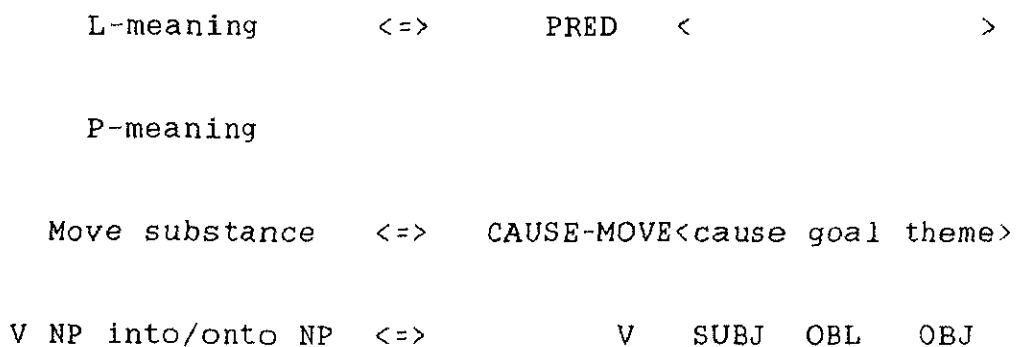 L-meaning <=> PRED < >
P-meaning
Move substance <=> CAUSE-MOVE<cause goal theme>
V NP into/onto NP <=> V SUBJ OBL OBJ